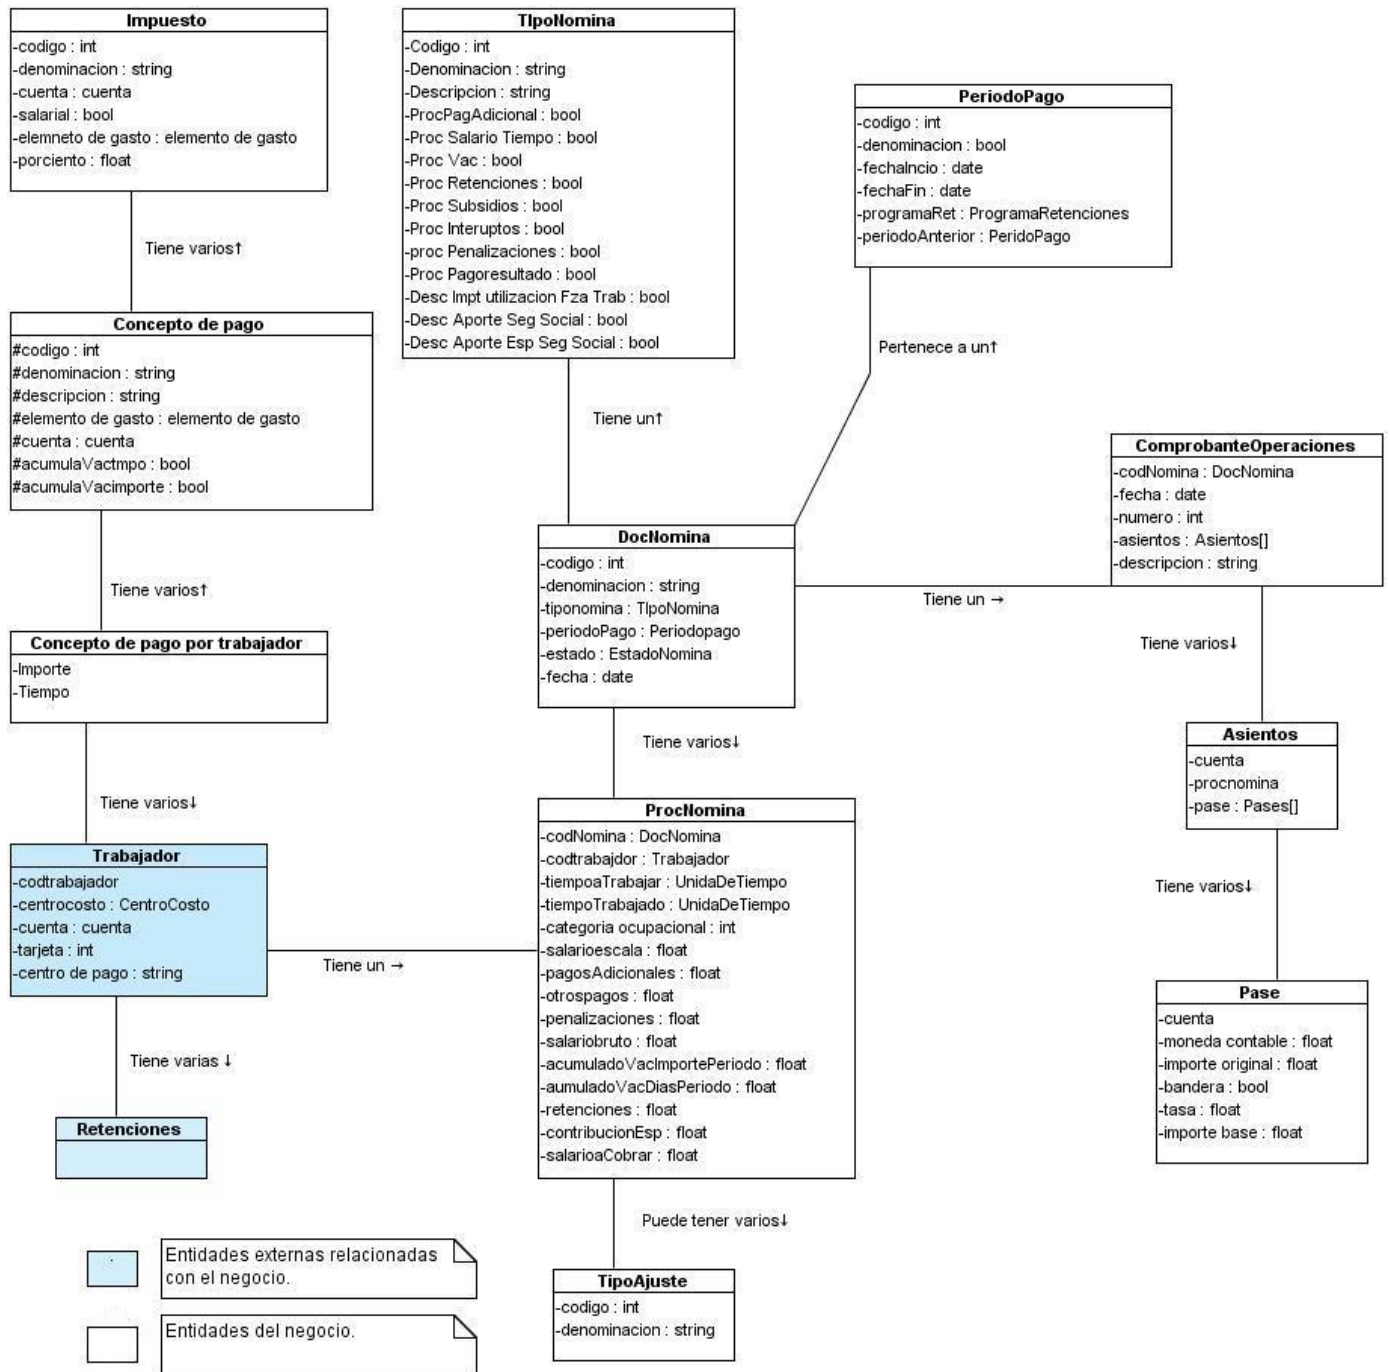 Impuesto
-codigo : int
-denominacion : string
-cuenta : cuenta
-salarial : bool
-elemneto de gasto : elemento de gasto
-porciento : float
Tiene varios↑
Concepto de pago
#codigo : int
#denominacion : string
#descripcion : string
#elemento de gasto : elemento de gasto
#cuenta : cuenta
#acumulaVactmpo : bool
#acumulaVacimporte : bool
Tiene varios↑
Concepto de pago por trabajador
-Importe
-Tiempo
Tiene varios↓
Trabajador
-codtrabajador
-centrocosto : CentroCosto
-cuenta : cuenta
-tarjeta : int
-centro de pago : string
Tiene un →
Tiene varias ↓
Retenciones
TIpoNomina
-Codigo : int
-Denominacion : string
-Descripcion : string
-ProcPagAdicional : bool
-Proc Salario Tiempo : bool
-Proc Vac : bool
-Proc Retenciones : bool
-Proc Subsidios : bool
-Proc Interuptos : bool
-proc Penalizaciones : bool
-Proc Pagoresultado : bool
-Desc Impt utilizacion Fza Trab : bool
-Desc Aporte Seg Social : bool
-Desc Aporte Esp Seg Social : bool
Tiene un↑
PeriodoPago
-codigo : int
-denominacion : bool
-fechaIncio : date
-fechaFin : date
-programaRet : ProgramaRetenciones
-periodoAnterior : PeridoPago
Pertenece a un↑
DocNomina
-codigo : int
-denominacion : string
-tiponomina : TIpoNomina
-periodoPago : Periodopago
-estado : EstadoNomina
-fecha : date
Tiene un →
Tiene varios↓
ProcNomina
-codNomina : DocNomina
-codtrabajdor : Trabajador
-tiempoaTrabajar : UnidaDeTiempo
-tiempoTrabajado : UnidaDeTiempo
-categoria ocupacional : int
-salarioescala : float
-pagosAdicionales : float
-otrospagos : float
-penalizaciones : float
-salariobruto : float
-acumuladoVacImportePeriodo : float
-aumuladoVacDiasPeriodo : float
-retenciones : float
-contribucionEsp : float
-salarioaCobrar : float
Puede tener varios↓
TipoAjuste
-codigo : int
-denominacion : string
ComprobanteOperaciones
-codNomina : DocNomina
-fecha : date
-numero : int
-asientos : Asientos[]
-descripcion : string
Tiene varios↓
Asientos
-cuenta
-procnomina
-pase : Pases[]
Tiene varios↓
Pase
-cuenta
-moneda contable : float
-importe original : float
-bandera : bool
-tasa : float
-importe base : float
Entidades externas relacionadas
con el negocio.
Entidades del negocio.